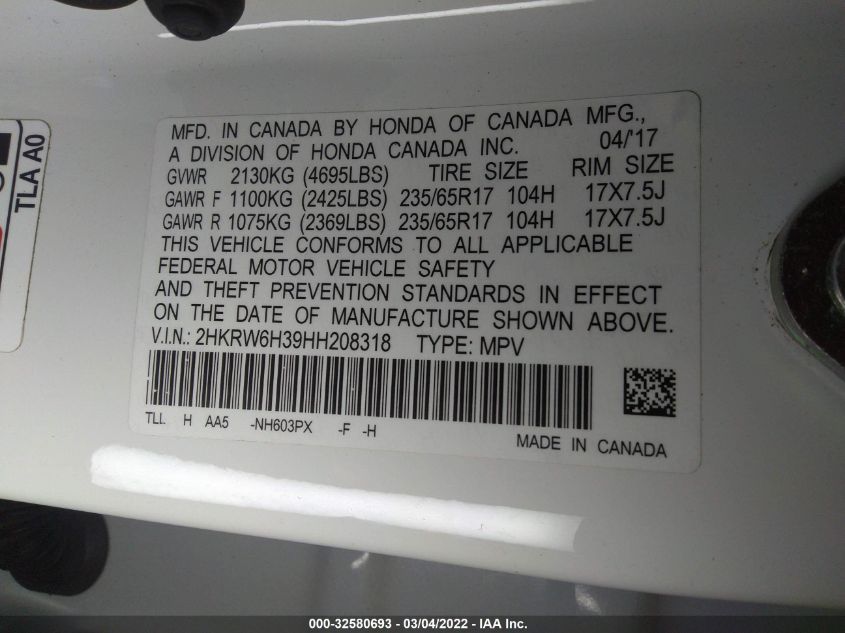 MFD. IN CANADA BY HONDA OF CANADA MFG.,
A DIVISION OF HONDA CANADA INC. 04/'17
GVWR 2130KG (4695LBS) TIRE SIZE RIM SIZE
GAWR F 1100KG (2425LBS) 235/65R17 104H 17X7.5J
GAWR R 1075KG (2369LBS) 235/65R17 104H 17X7.5J
THIS VEHICLE CONFORMS TO ALL APPLICABLE
FEDERAL MOTOR VEHICLE SAFETY
AND THEFT PREVENTION STANDARDS IN EFFECT
ON THE DATE OF MANUFACTURE SHOWN ABOVE.
V.I.N.: 2HKRW6H39HH208318 TYPE: MPV
TLL H AA5 -NH603PX -F -H
MADE IN CANADA
TLA A0
000-32580693 - 03/04/2022 - IAA Inc.